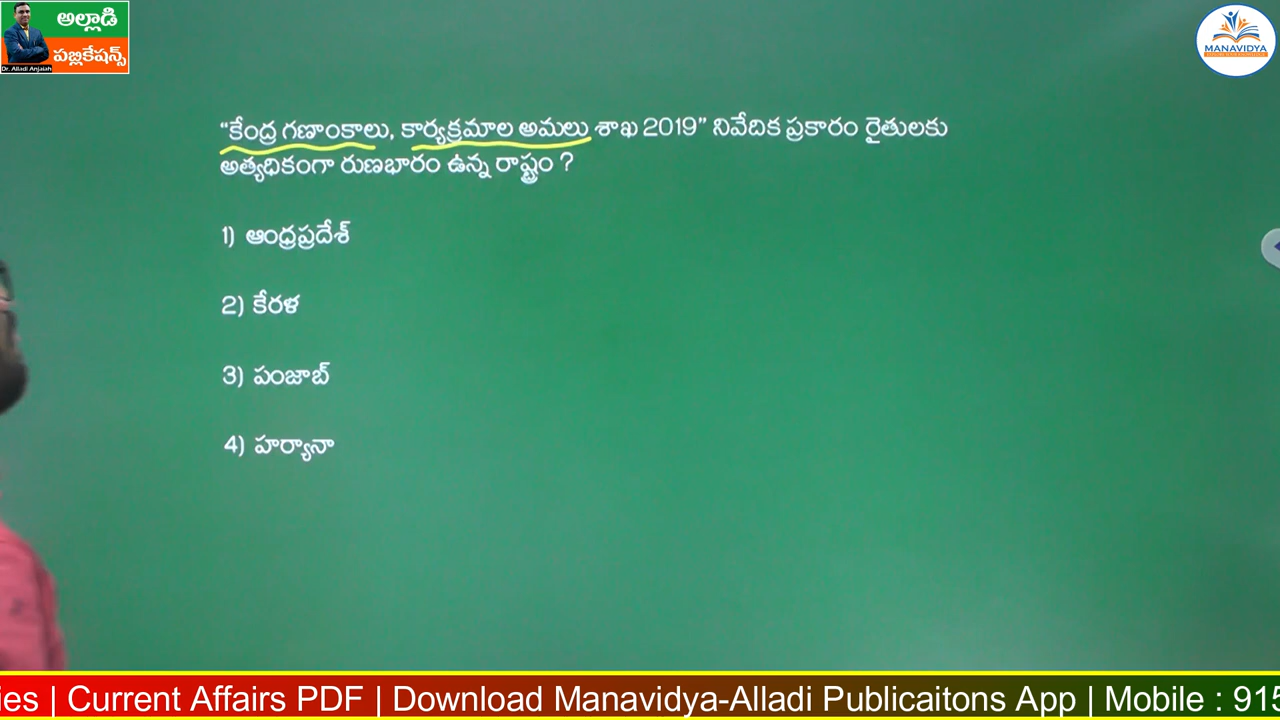 అల్లాడి
పబ్లికేషన్స్
Dr. Alladi Anjaiah
MANAVIDYA
“కేంద్ర గణాంకాలు, కార్యక్రమాల అమలు శాఖ 2019” నివేదిక ప్రకారం రైతులకు
అత్యధికంగా రుణభారం ఉన్న రాష్ట్రం ?
1) ఆంధ్రప్రదేశ్
2) కేరళ
3) పంజాబ్
4) హర్యానా
ies | Current Affairs PDF | Download Manavidya-Alladi Publicaitons App | Mobile : 915